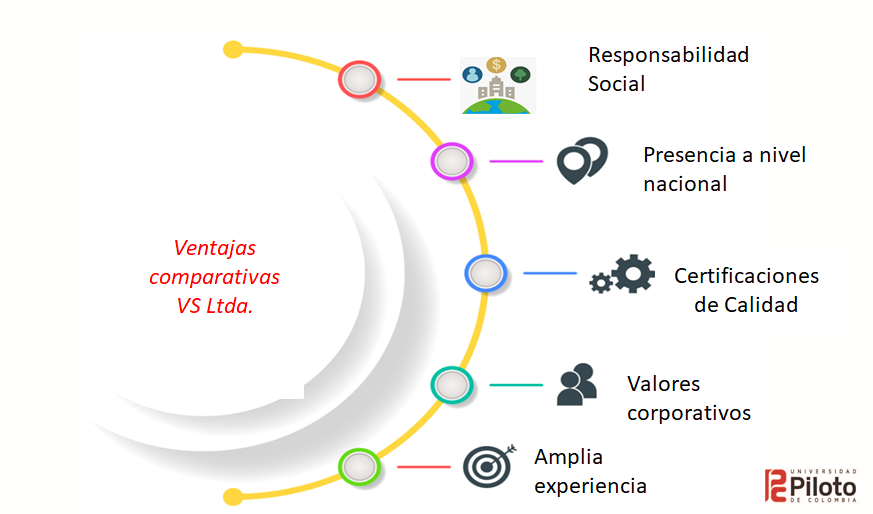 Responsabilidad
Social
Presencia a nivel
nacional
Ventajas
comparativas
VS Ltda.
Certificaciones
de Calidad
Valores
corporativos
Amplia
experiencia
$
UNIVERSIDAD
Piloto
DE COLOMBIA